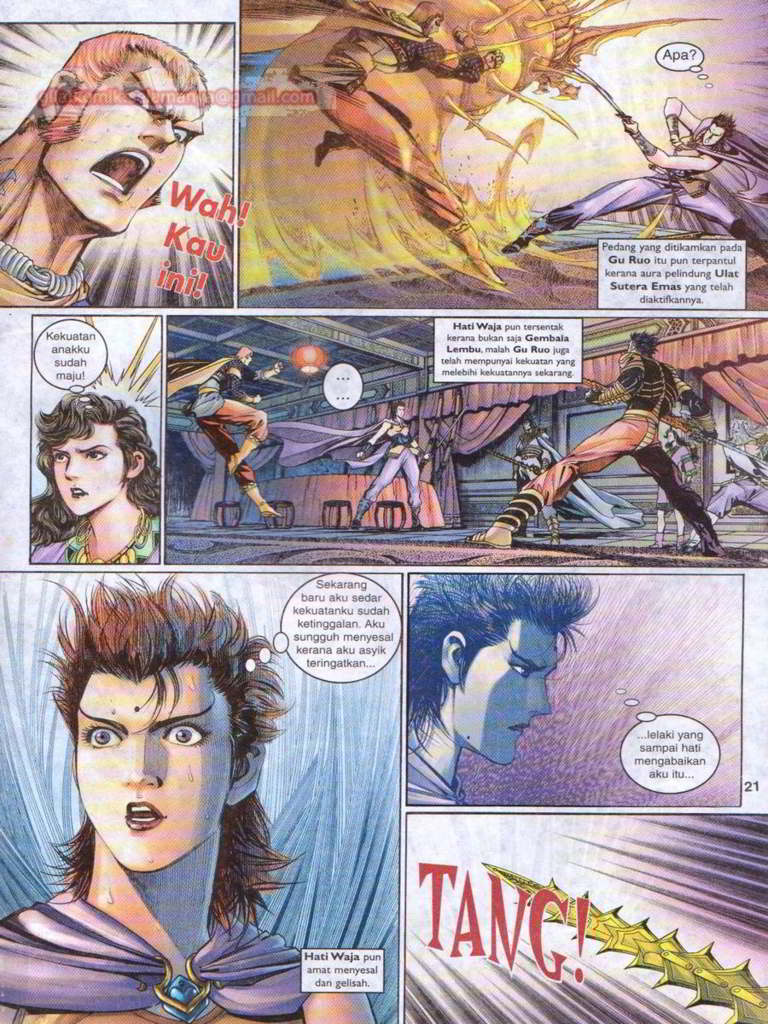 Wah!
Kau
ini!
Apa?
Pedang yang ditikamkan pada
Gu Ruo itu pun terpantul
kerana aura pelindung Ulat
Sutera Emas yang telah
diaktifkannya.
Kekuatan
anakku
sudah
maju!
...
...
Hati Waja pun tersentak
kerana bukan saja Gembala
Lembu, malah Gu Ruo juga
telah mempunyai kekuatan yang
melebihi kekuatannya sekarang.
Sekarang
baru aku sedar
kekuatanku sudah
ketinggalan. Aku
sungguh menyesal
kerana aku asyik
teringatkan...
...lelaki yang
sampai hati
mengabaikan
aku itu...
21
Hati Waja pun
amat menyesal
dan gelisah.
TANG!